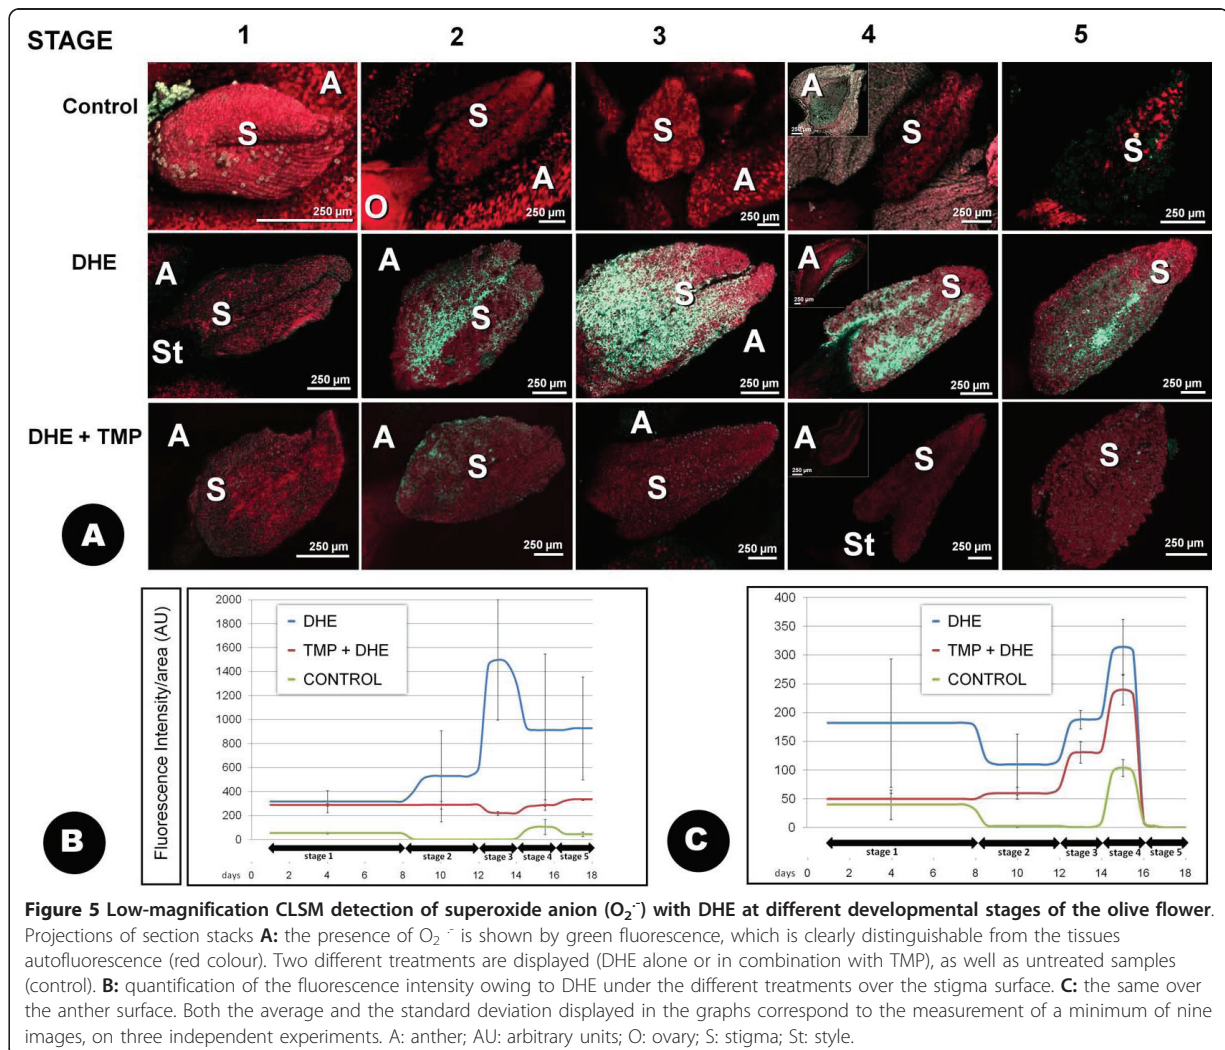 STAGE 1 2 3 4 5
Control
A S
S A O
S A
A S 250 µm
S
250 µm 250 µm 250 µm 250 µm 250 µm
DHE
A S St
A S
S A
A S 250 µm
S
250 µm 250 µm 250 µm 250 µm 250 µm
DHE + TMP
A S
A S
A S
A S St 250 µm
S
250 µm 250 µm 250 µm 250 µm 250 µm
A
Fluorescence Intensity/area (AU)
2000
1800
1600
1400
1200
1000
800
600
400
200
0
DHE
TMP + DHE
CONTROL
stage 1 stage 2 stage 3 stage 4 stage 5
days 0 2 4 6 8 10 12 14 16 18
B
400
350
300
250
200
150
100
50
0
DHE
TMP + DHE
CONTROL
stage 1 stage 2 stage 3 stage 4 stage 5
days 0 2 4 6 8 10 12 14 16 18
C
Figure 5 Low-magnification CLSM detection of superoxide anion (O₂·⁻) with DHE at different developmental stages of the olive flower.
Projections of section stacks A: the presence of O₂ ·⁻ is shown by green fluorescence, which is clearly distinguishable from the tissues
autofluorescence (red colour). Two different treatments are displayed (DHE alone or in combination with TMP), as well as untreated samples
(control). B: quantification of the fluorescence intensity owing to DHE under the different treatments over the stigma surface. C: the same over
the anther surface. Both the average and the standard deviation displayed in the graphs correspond to the measurement of a minimum of nine
images, on three independent experiments. A: anther; AU: arbitrary units; O: ovary; S: stigma; St: style.